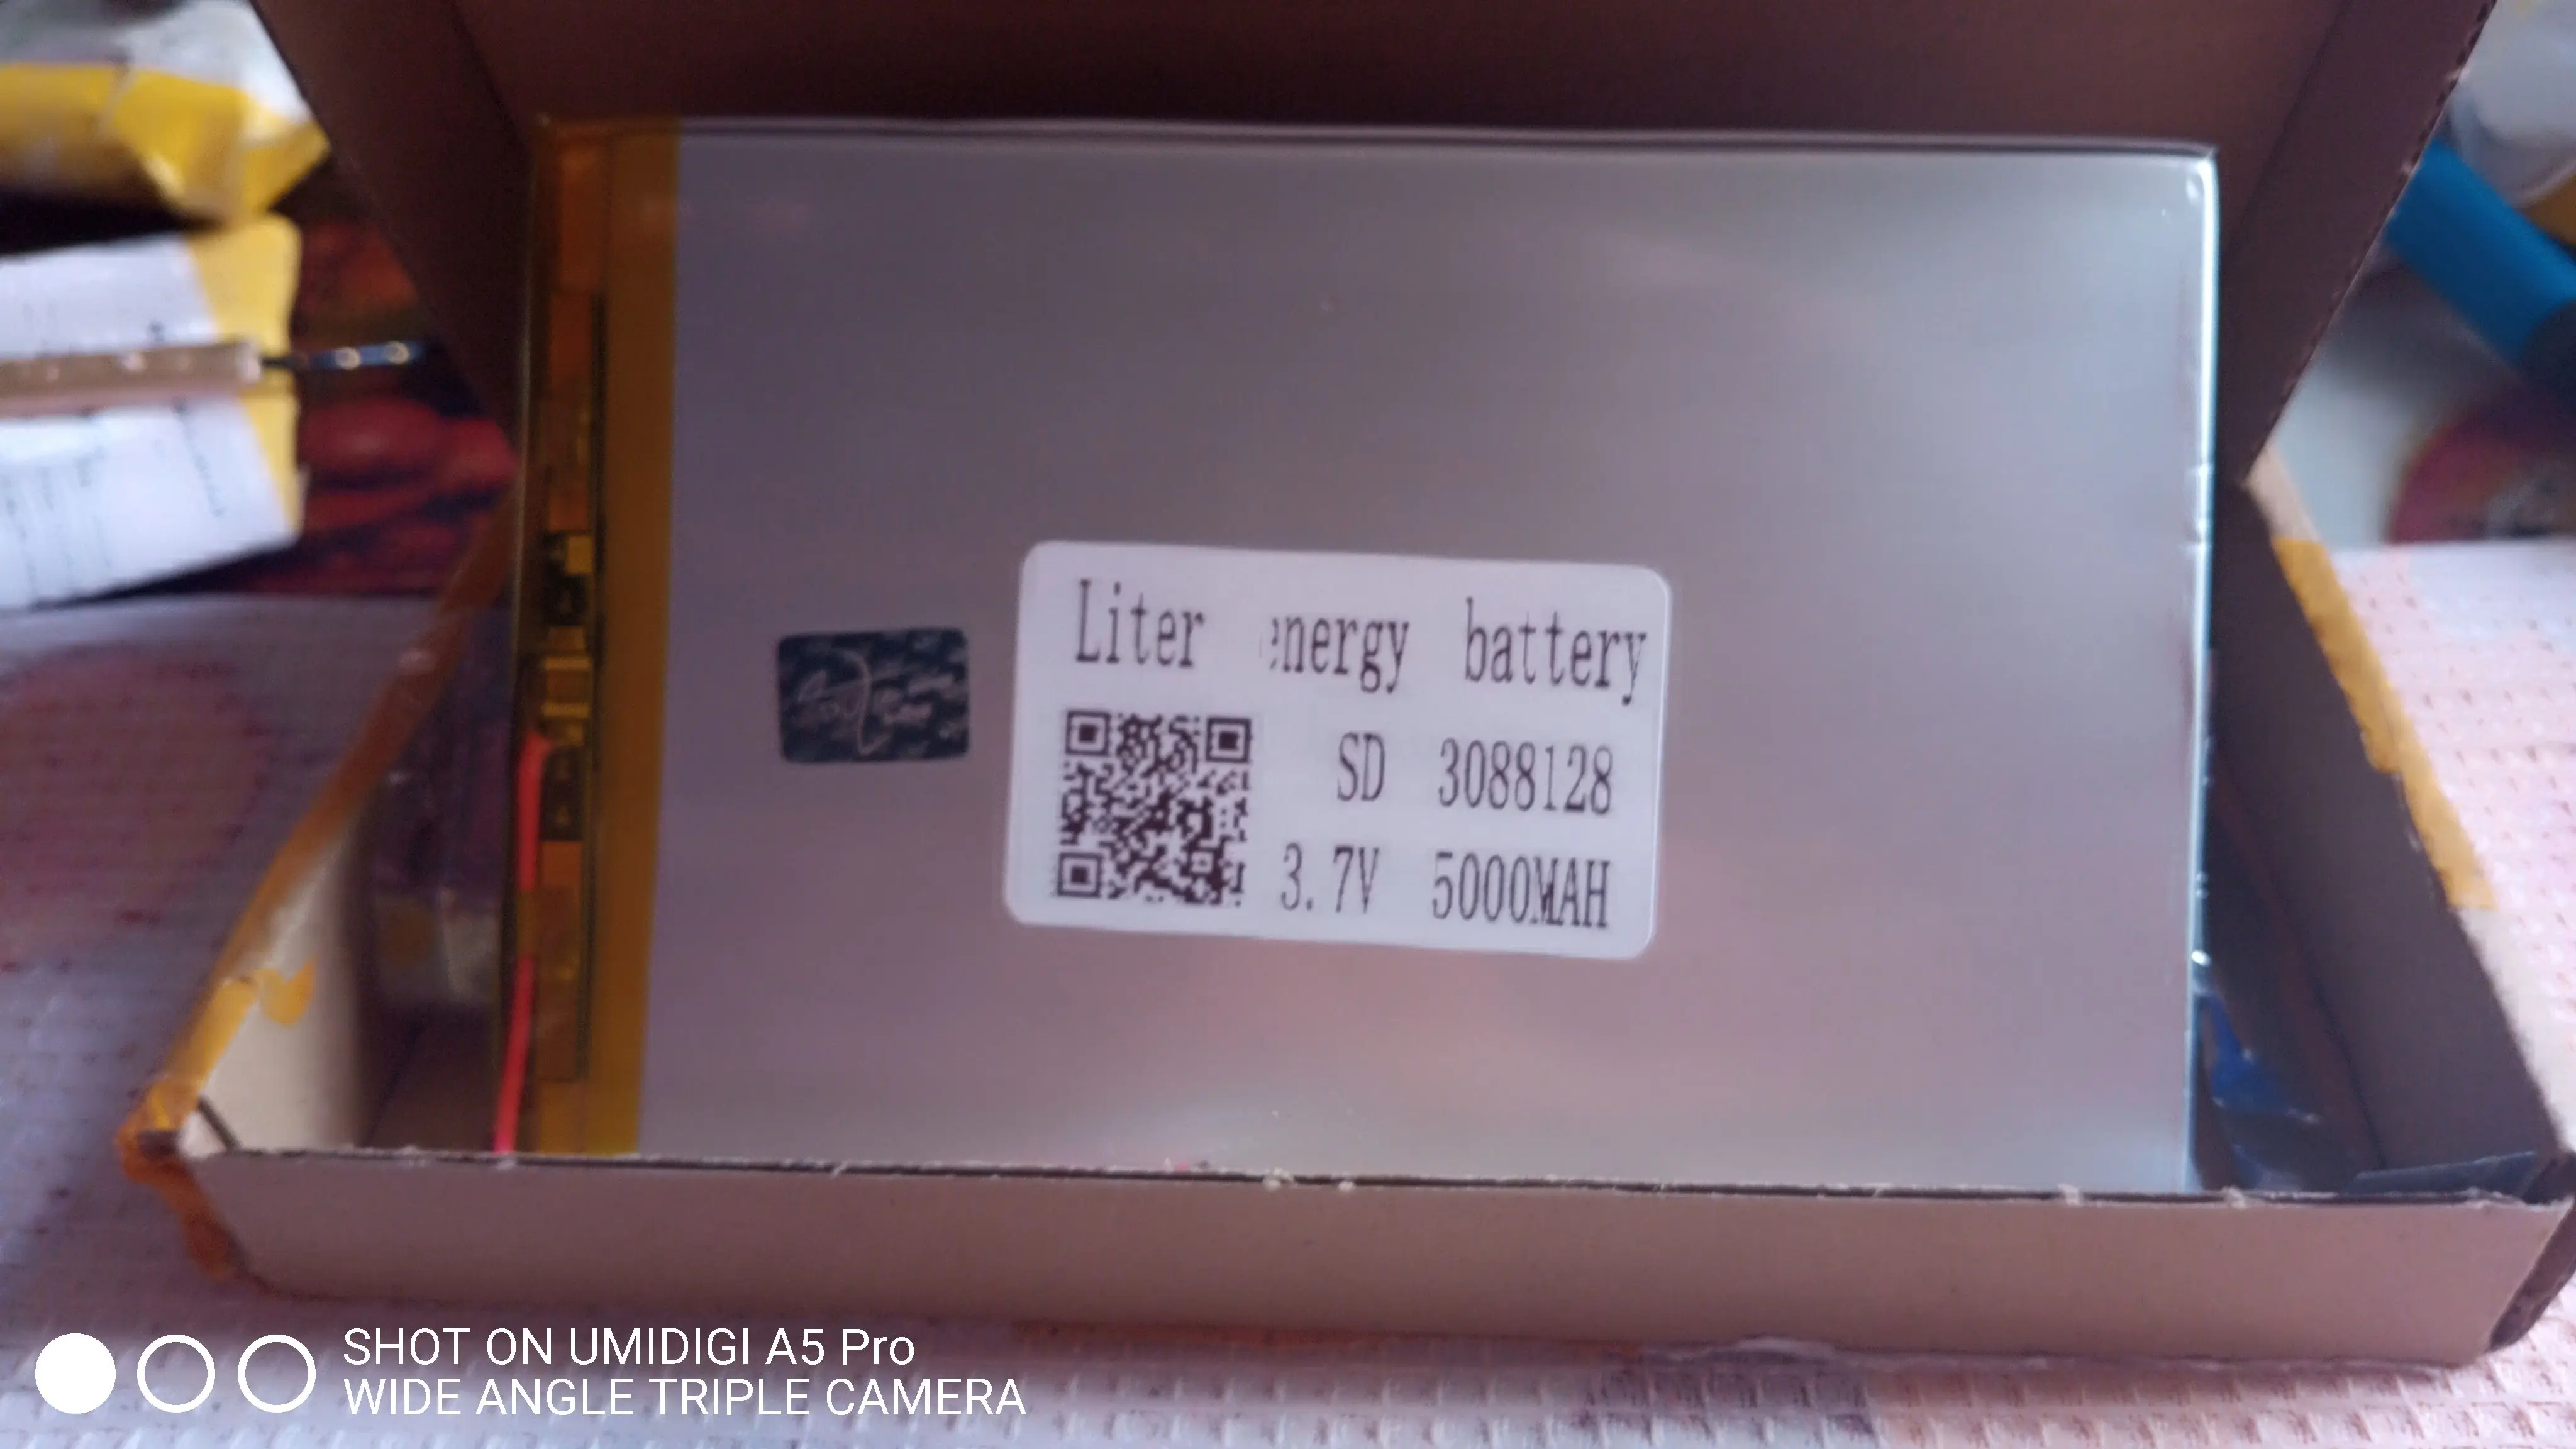 Liter energy battery
SD 3088128
3.7V 5000MAH
SHOT ON UMIDIGI A5 Pro
WIDE ANGLE TRIPLE CAMERA